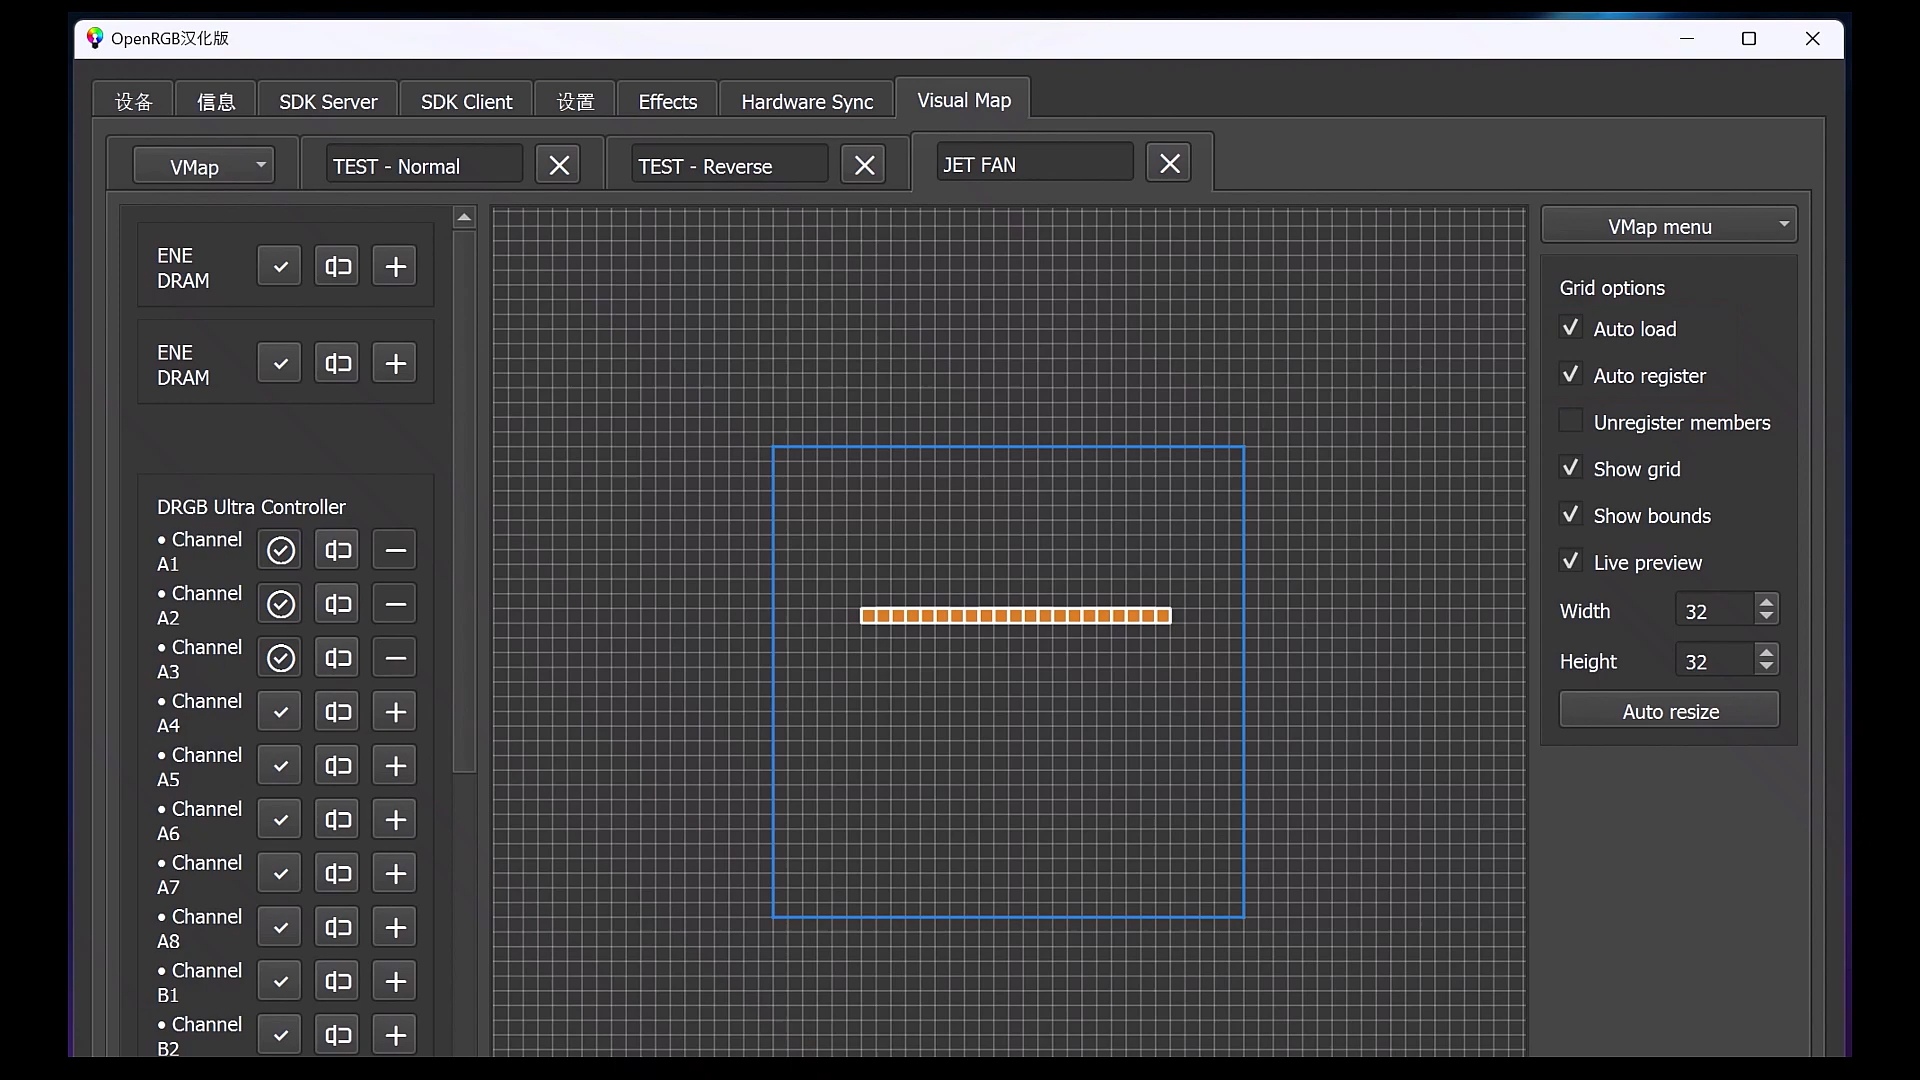 OpenRGB汉化版
设备
信息
SDK Server
SDK Client
设置
Effects
Hardware Sync
Visual Map
VMap
TEST - Normal
TEST - Reverse
JET FAN
ENE
DRAM
ENE
DRAM
DRGB Ultra Controller
• Channel
A1
• Channel
A2
• Channel
A3
• Channel
A4
• Channel
A5
• Channel
A6
• Channel
A7
• Channel
A8
• Channel
B1
• Channel
B2
VMap menu
Grid options
Auto load
Auto register
Unregister members
Show grid
Show bounds
Live preview
Width 32
Height 32
Auto resize